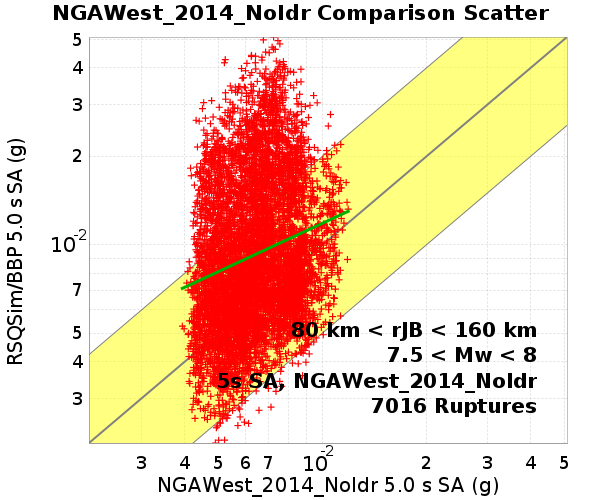 NGAWest_2014_NoIdr Comparison Scatter
5
4
3
2
10-2
7
5
4
3
RSQSim/BBP 5.0 s SA (g)
80 km < rJB < 160 km
7.5 < Mw < 8
5s SA, NGAWest_2014_NoIdr
7016 Ruptures
3 4 5 6 7 10-2 2 3 4 5
NGAWest_2014_NoIdr 5.0 s SA (g)